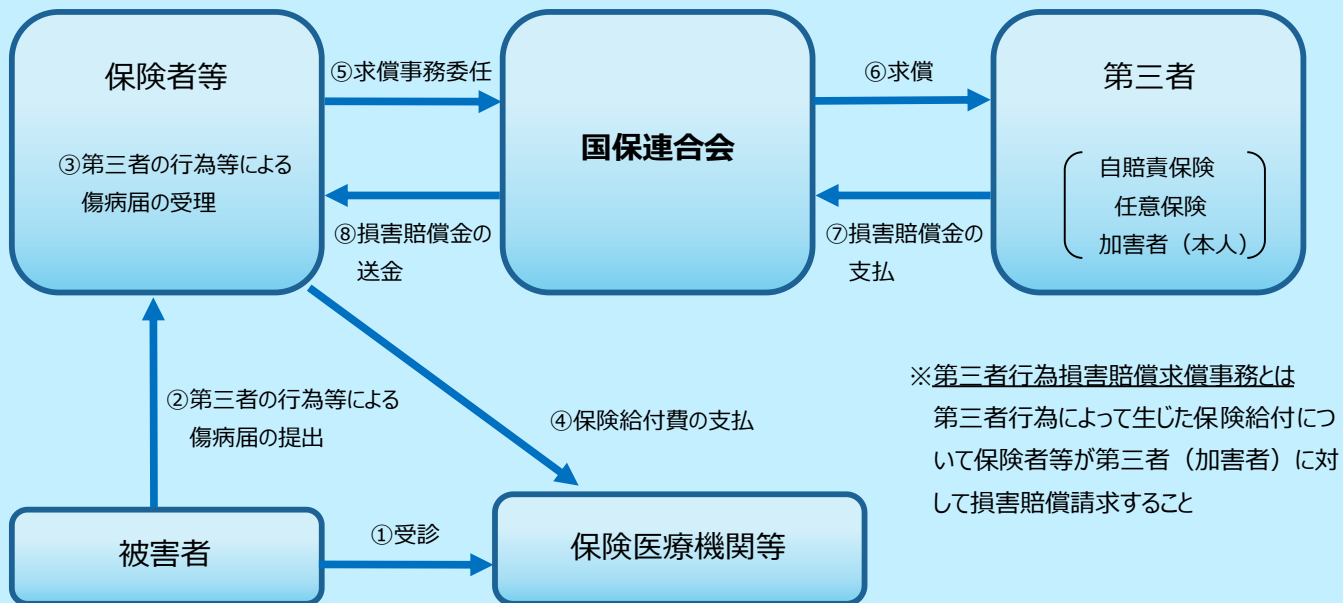 保険者等
③第三者の行為等による
傷病届の受理
⑤求償事務委任
国保連合会
⑥求償
第三者
自賠責保険
任意保険
加害者（本人）
⑧損害賠償金の
送金
⑦損害賠償金の
支払
②第三者の行為等による
傷病届の提出
④保険給付費の支払
※第三者行為損害賠償求償事務とは
第三者行為によって生じた保険給付につ
いて保険者等が第三者（加害者）に対
して損害賠償請求すること
被害者
①受診
保険医療機関等